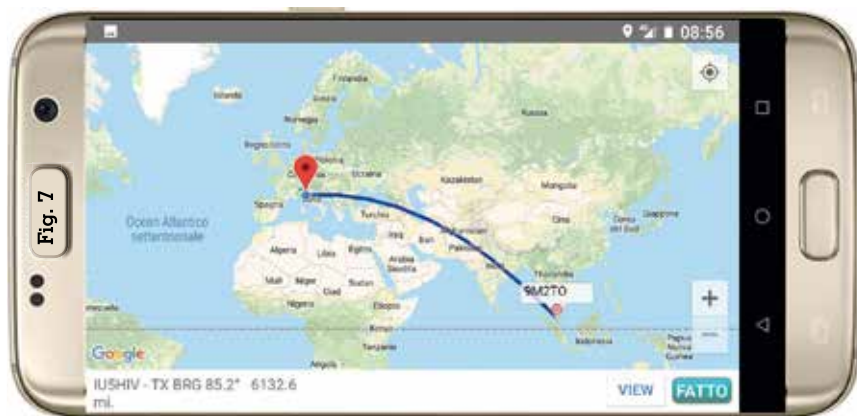 08:56
Fig. 7
Islanda
Finlandia
Svezia
Norvegia
Russia
Regno Unito
Polonia
Ucraina
Kazakistan
Mongolia
Italia
Spagna
Turchia
Oceano Atlantico
settentrionale
Iraq
Iran
Afghanistan
Pakistan
Cina
Corea
del Sud
Giappone
Algeria
Libia
Egitto
Arabia
Saudita
India
Thailandia
Mali
Niger
Ciad
Sudan
9M2TO
Nigeria
Etiopia
+
Kenya
Tanzania
Indonesia
Papua
Nuova
Guinea
Google
Angola
IU5HIV - TX BRG 85.2° 6132.6
mi.
VIEW
FATTO